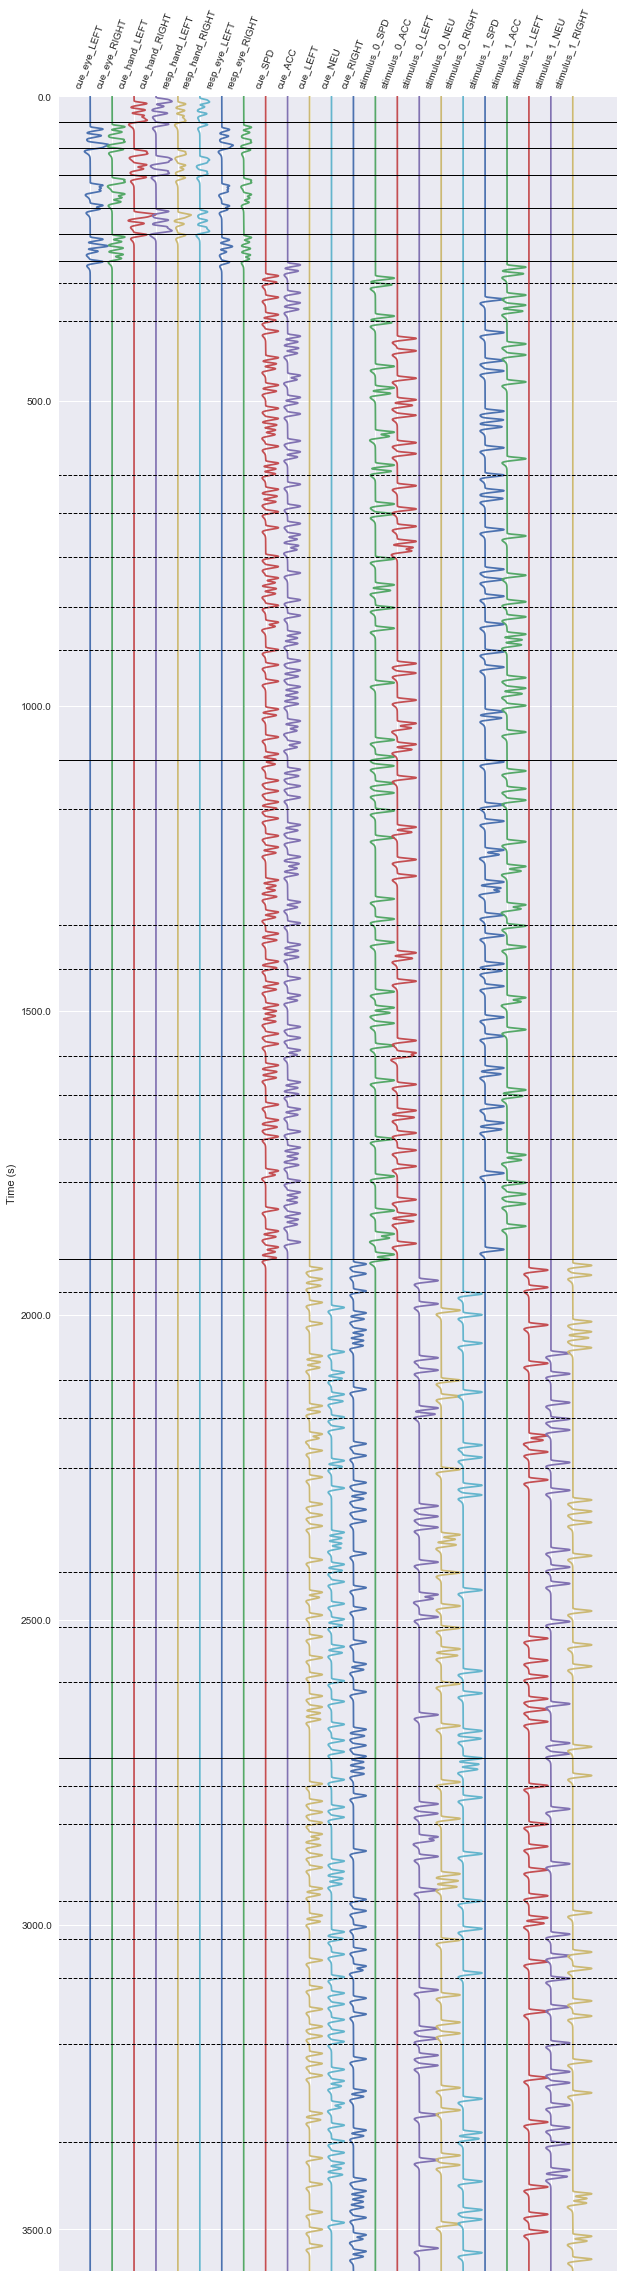 cue_eye_LEFT
cue_eye_RIGHT
cue_hand_LEFT
cue_hand_RIGHT
resp_hand_LEFT
resp_hand_RIGHT
resp_eye_LEFT
resp_eye_RIGHT
cue_SPD
cue_ACC
cue_LEFT
cue_NEU
cue_RIGHT
stimulus_0_SPD
stimulus_0_ACC
stimulus_0_LEFT
stimulus_0_NEU
stimulus_0_RIGHT
stimulus_1_SPD
stimulus_1_ACC
stimulus_1_LEFT
stimulus_1_NEU
stimulus_1_RIGHT
0.0
500.0
1000.0
1500.0
Time (s)
2000.0
2500.0
3000.0
3500.0